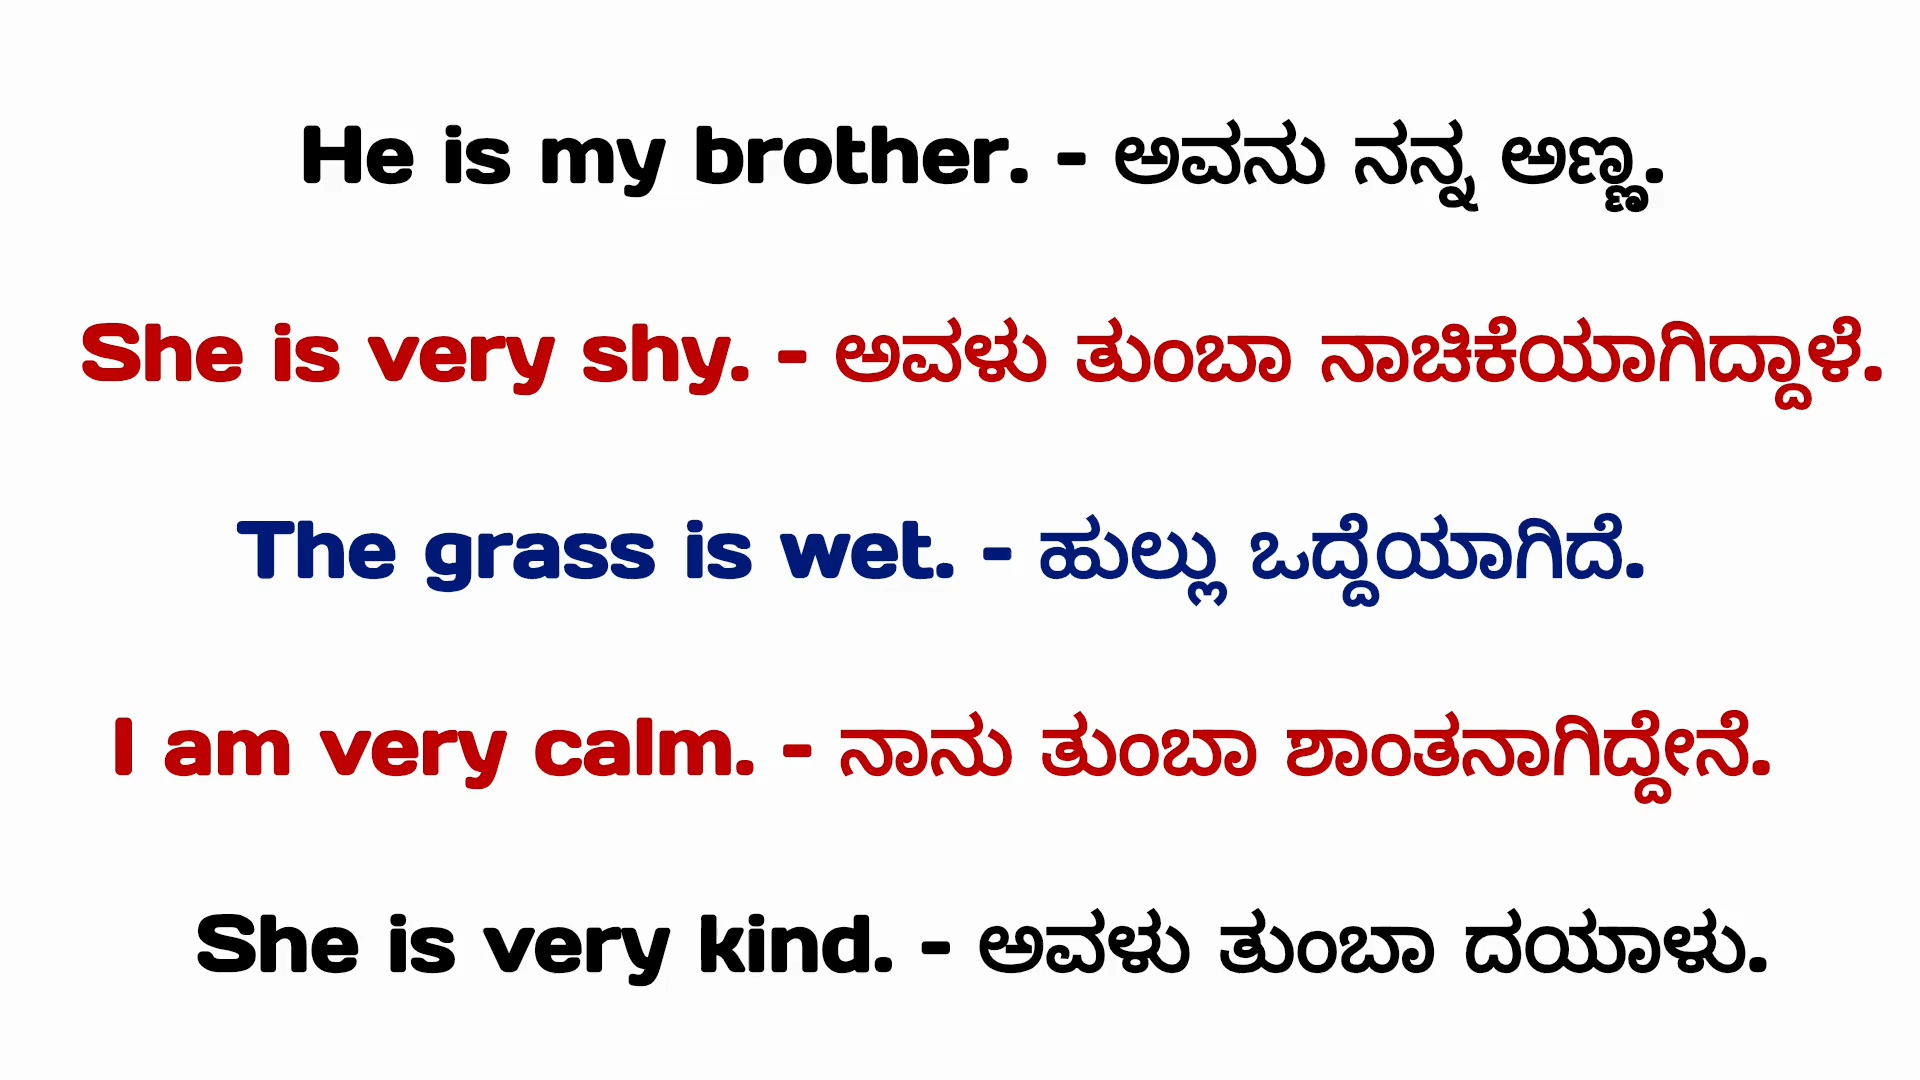 He is my brother. - ಅವನು ನನ್ನ ಅಣ್ಣ.
She is very shy. - ಅವಳು ತುಂಬಾ ನಾಚಿಕೆಯಾಗಿದ್ದಾಳೆ.
The grass is wet. - ಹುಲ್ಲು ಒದ್ದೆಯಾಗಿದೆ.
I am very calm. - ನಾನು ತುಂಬಾ ಶಾಂತನಾಗಿದ್ದೇನೆ.
She is very kind. - ಅವಳು ತುಂಬಾ ದಯಾಳು.